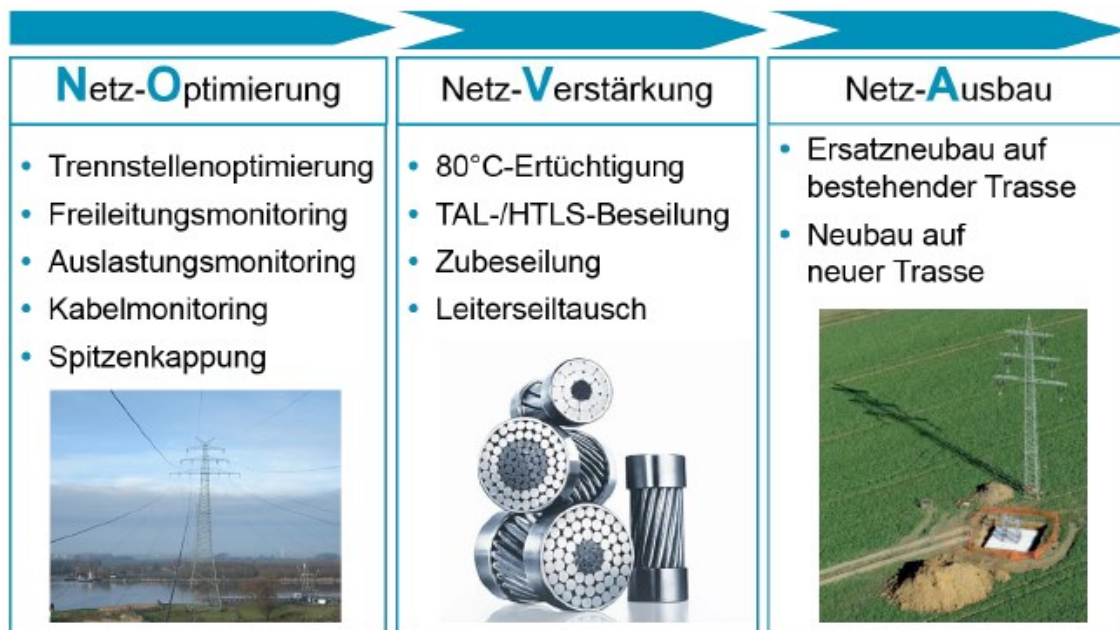 Netz-Optimierung
Trennstellenoptimierung
Freileitungsmonitoring
Auslastungsmonitoring
Kabelmonitoring
Spitzenkappung
Netz-Verstärkung
80°C-Ertüchtigung
TAL-/HTLS-Beseilung
Zubeseilung
Leiterseiltausch
Netz-Ausbau
Ersatzneubau auf
bestehender Trasse
Neubau auf
neuer Trasse